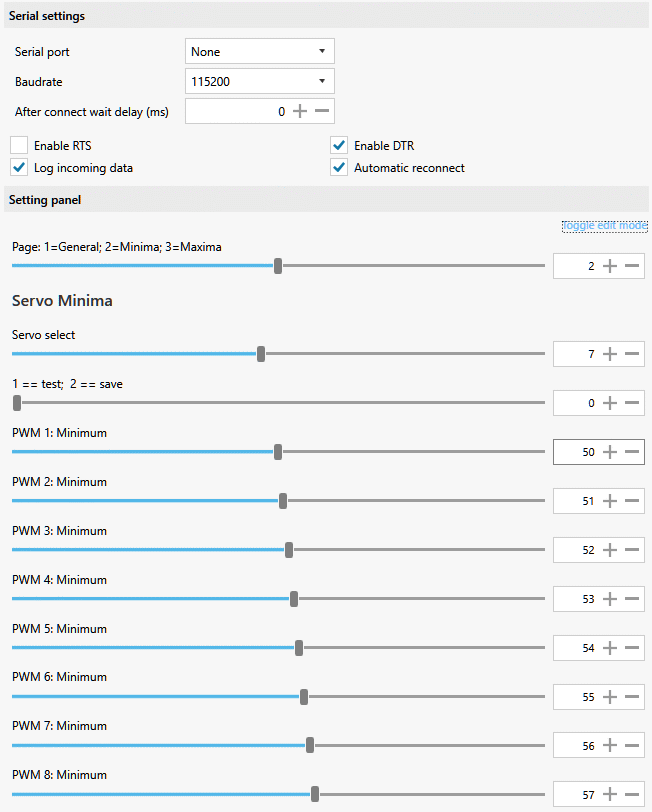 Serial settings
Serial port None
Baudrate 115200
After connect wait delay (ms) 0
Enable RTS Enable DTR
Log incoming data Automatic reconnect
Setting panel
Toggle edit mode
Page: 1=General; 2=Minima; 3=Maxima
2
Servo Minima
Servo select
7
1 == test; 2 == save
0
PWM 1: Minimum
50
PWM 2: Minimum
51
PWM 3: Minimum
52
PWM 4: Minimum
53
PWM 5: Minimum
54
PWM 6: Minimum
55
PWM 7: Minimum
56
PWM 8: Minimum
57